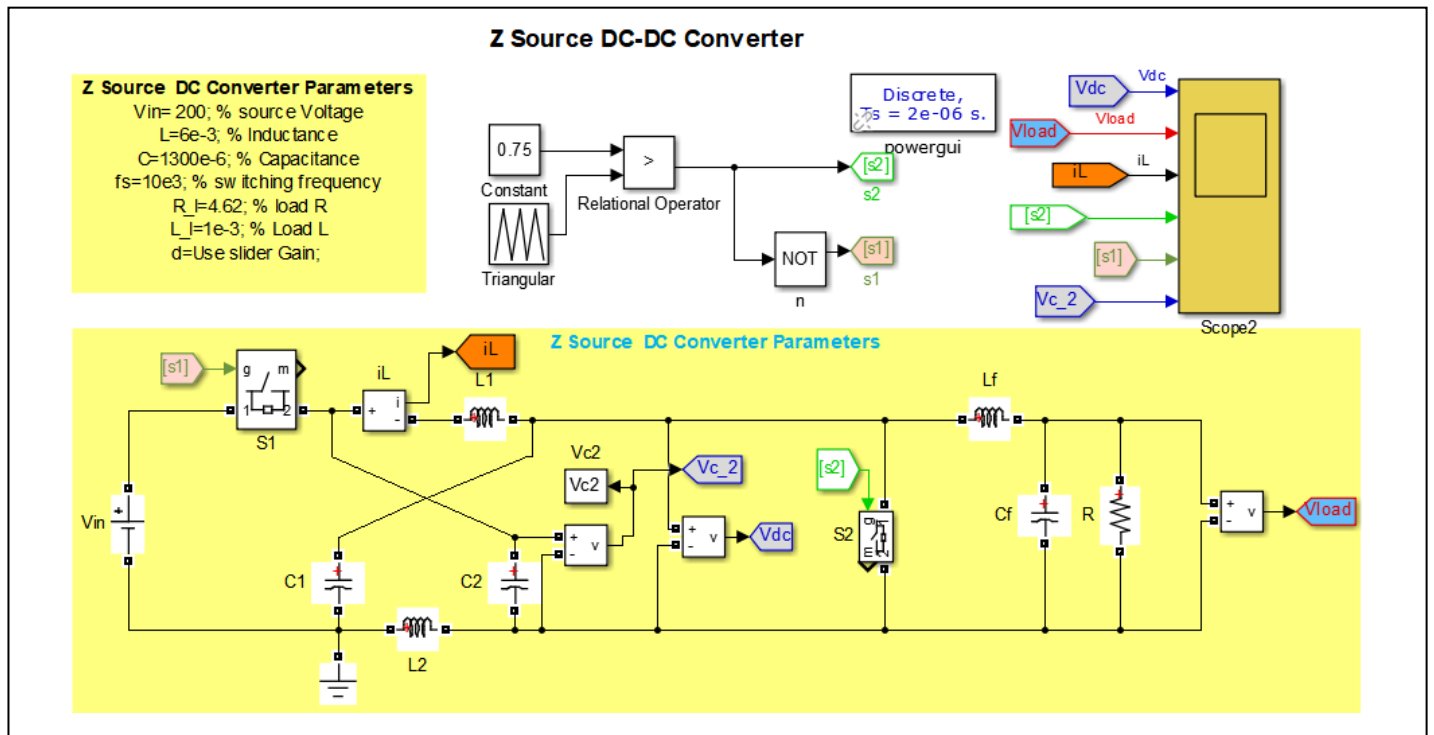 Z Source DC-DC Converter
Z Source DC Converter Parameters
Vin= 200; % source Voltage
L=6e-3; % Inductance
C=1300e-6; % Capacitance
fs=10e3; % switching frequency
R_l=4.62; % load R
L_l=1e-3; % Load L
d=Use slider Gain;
0.75
Constant
Triangular
>
Relational Operator
NOT
n
[s2]
s2
[s1]
s1
Discrete,
Ts = 2e-06 s.
powergui
Vdc
Vdc
Vload
Vload
iL
iL
[s2]
[s1]
Vc_2
Scope2
Z Source DC Converter Parameters
[s1]
g m
1 2
S1
iL
+ i
-
iL
L1
Lf
Vc2
Vc2
Vc_2
+
- v
+
- v
Vdc
[s2]
g
m
1
2
S2
Vin
+
C1
C2
L2
Cf
R
+
- v
Vload